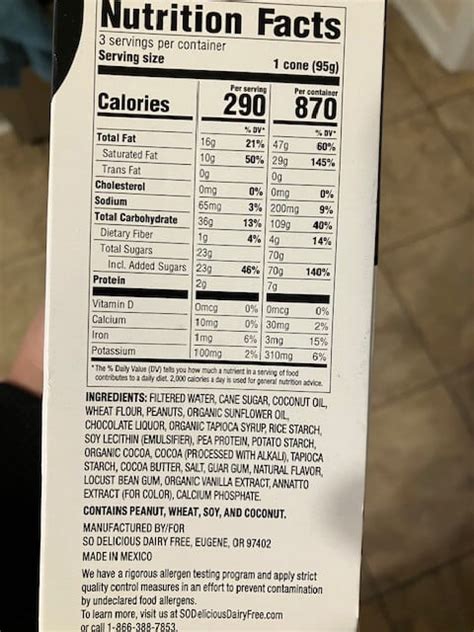 Nutrition Facts
3 servings per container
Serving size 1 cone (95g)
Per serving Per container
Calories 290 870
% DV* % DV*
Total Fat 16g 21% 47g 60%
Saturated Fat 10g 50% 29g 145%
Trans Fat 0g 0g
Cholesterol 0mg 0% 0mg 0%
Sodium 65mg 3% 200mg 9%
Total Carbohydrate 36g 13% 109g 40%
Dietary Fiber 1g 4% 4g 14%
Total Sugars 23g 70g
Incl. Added Sugars 23g 46% 70g 140%
Protein 2g 7g
Vitamin D 0mcg 0% 0mcg 0%
Calcium 10mg 0% 30mg 2%
Iron 1mg 6% 3mg 15%
Potassium 100mg 2% 310mg 6%
*The % Daily Value (DV) tells you how much a nutrient in a serving of food
contributes to a daily diet. 2,000 calories a day is used for general nutrition advice.
INGREDIENTS: FILTERED WATER, CANE SUGAR, COCONUT OIL,
WHEAT FLOUR, PEANUTS, ORGANIC SUNFLOWER OIL,
CHOCOLATE LIQUOR, ORGANIC TAPIOCA SYRUP, RICE STARCH,
SOY LECITHIN (EMULSIFIER), PEA PROTEIN, POTATO STARCH,
ORGANIC COCOA, COCOA (PROCESSED WITH ALKALI), TAPIOCA
STARCH, COCOA BUTTER, SALT, GUAR GUM, NATURAL FLAVOR,
LOCUST BEAN GUM, ORGANIC VANILLA EXTRACT, ANNATTO
EXTRACT (FOR COLOR), CALCIUM PHOSPHATE.
CONTAINS PEANUT, WHEAT, SOY, AND COCONUT.
MANUFACTURED BY/FOR
SO DELICIOUS DAIRY FREE, EUGENE, OR 97402
MADE IN MEXICO
We have a rigorous allergen testing program and apply strict
quality control measures in an effort to prevent contamination
by undeclared food allergens.
To learn more, visit us at SODeliciousDairyFree.com
or call 1-866-388-7853.